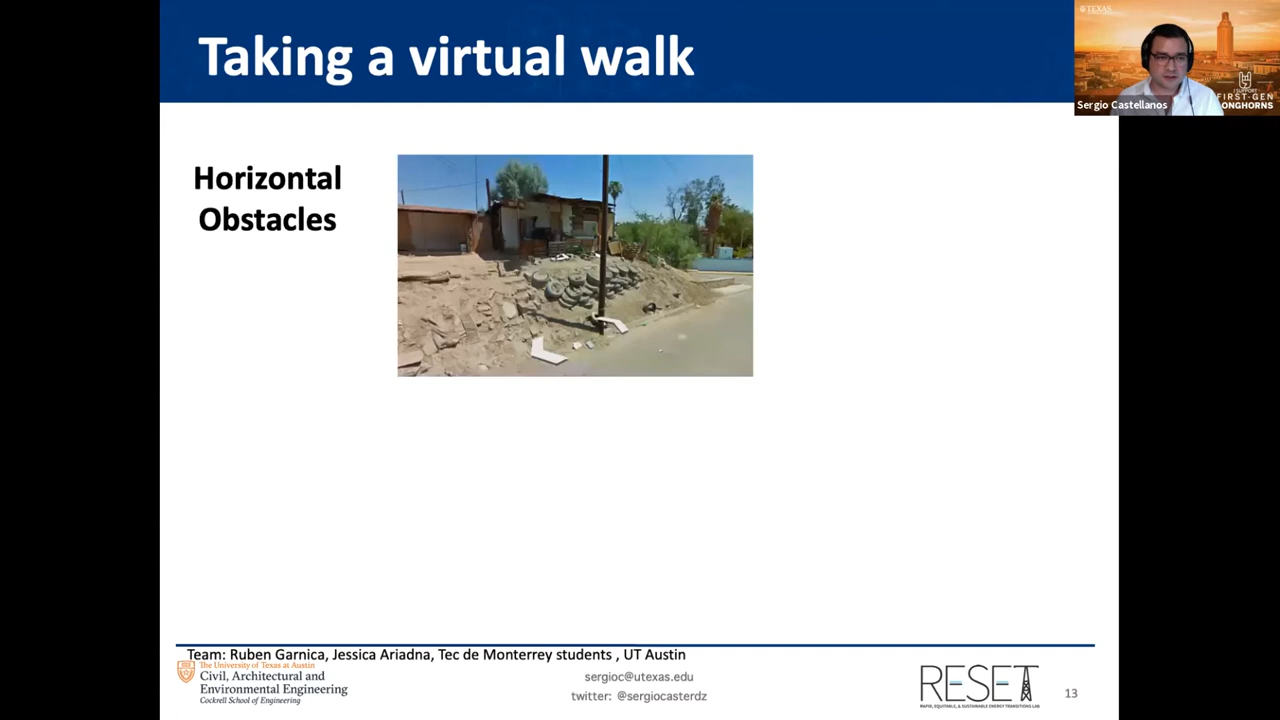 Taking a virtual walk
TEXAS
Sergio Castellanos
I SUPPORT
FIRST-GEN
LONGHORNS
Horizontal
Obstacles
Team: Ruben Garnica, Jessica Ariadna, Tec de Monterrey students , UT Austin
The University of Texas at Austin
Civil, Architectural and
Environmental Engineering
Cockrell School of Engineering
sergioc@utexas.edu
twitter: @sergiocasterdz
RESET
RAPID, EQUITABLE, & SUSTAINABLE ENERGY TRANSITIONS LAB
13